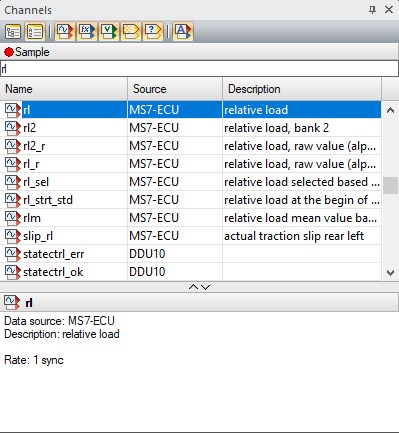 Channels
Sample
rl
Name Source Description
rl MS7-ECU relative load
rl2 MS7-ECU relative load, bank 2
rl2_r MS7-ECU relative load, raw value (alp...
rl_r MS7-ECU relative load, raw value (alp...
rl_sel MS7-ECU relative load selected based ...
rl_strt_std MS7-ECU relative load at the begin of ...
rlm MS7-ECU relative load mean value ba...
slip_rl MS7-ECU actual traction slip rear left
statectrl_err DDU10
statectrl_ok DDU10
rl
Data source: MS7-ECU
Description: relative load
Rate: 1 sync